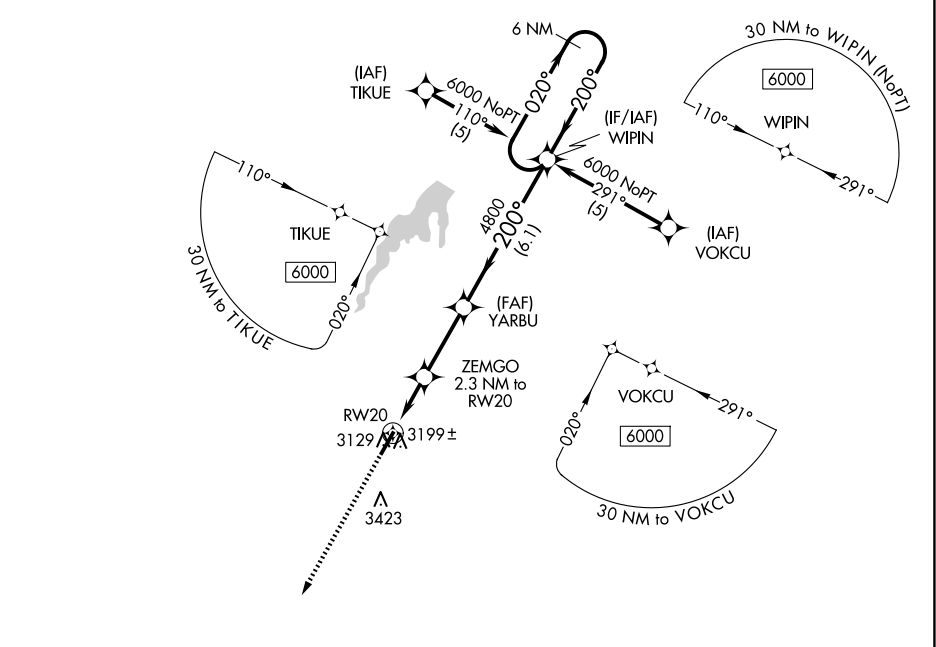 6 NM
30 NM to WIPIN (NoPT)
6000
110°
WIPIN
291°
(IAF)
TIKUE
6000 NoPT
110°
(5)
020°
200°
(IF/IAF)
WIPIN
6000 NoPT
291°
(5)
(IAF)
VOKCU
110°
TIKUE
6000
020°
30 NM to TIKUE
4800
200°
(6.1)
(FAF)
YARBU
ZEMGO
2.3 NM to
RW20
RW20
3129
3199±
3423
VOKCU
291°
020°
6000
30 NM to VOKCU